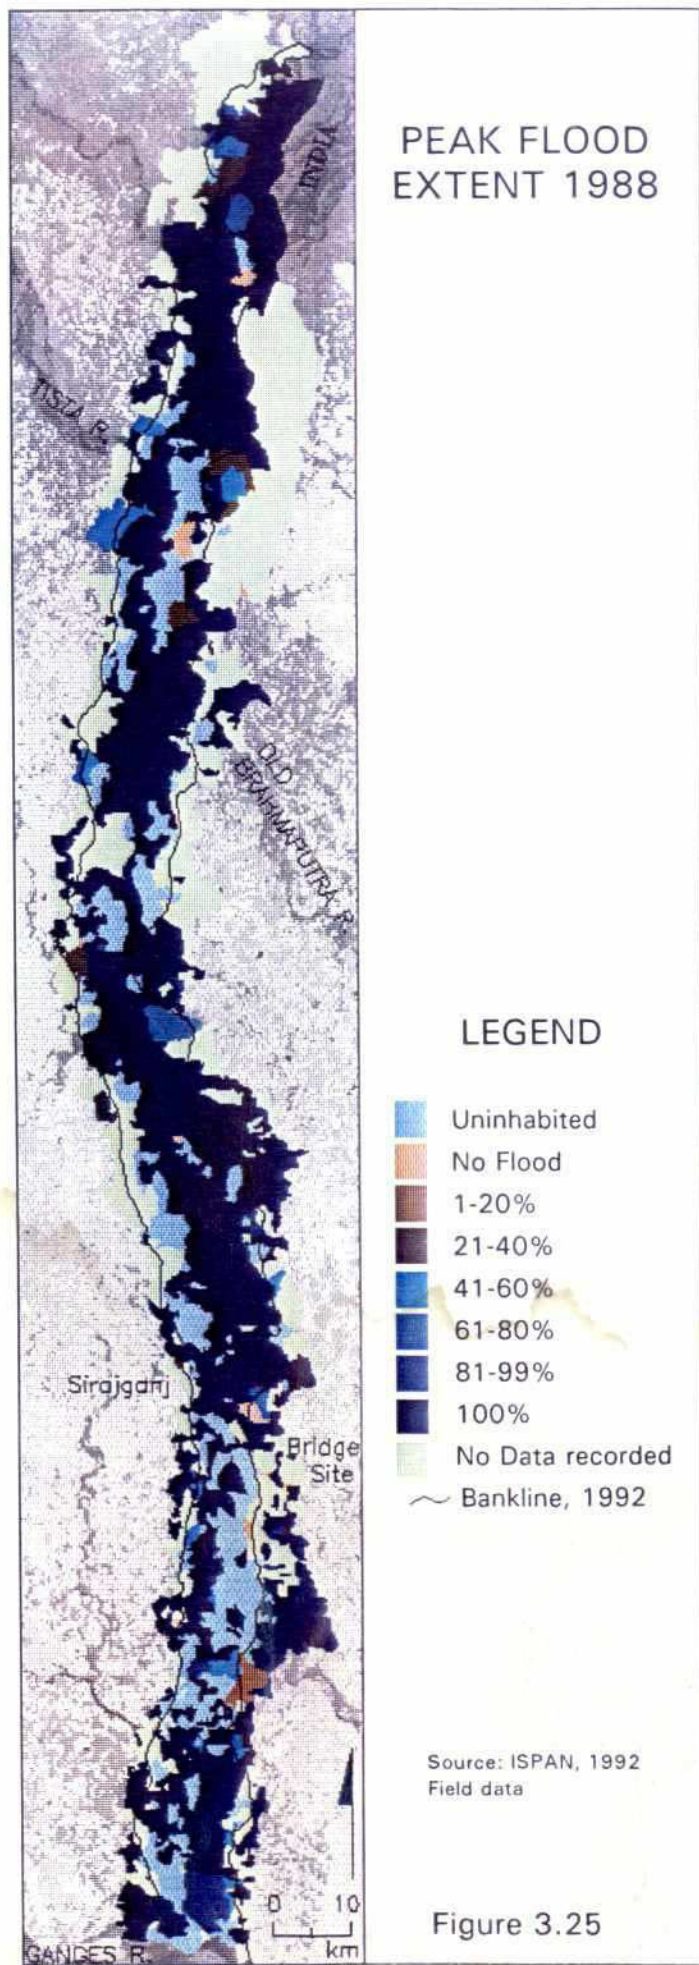 PEAK FLOOD
EXTENT 1988
INDIA
TISTA R.
OLD
BRAHMAPUTRA R.
LEGEND
Uninhabited
No Flood
1-20%
21-40%
41-60%
61-80%
81-99%
100%
No Data recorded
Bankline, 1992
Sirajganj
Bridge
Site
Source: ISPAN, 1992
Field data
0 10
km
Figure 3.25
GANGES R.